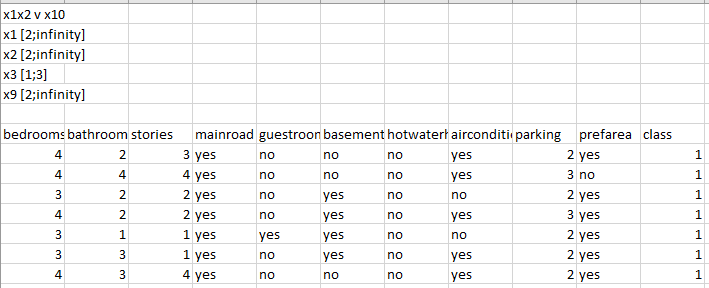 x1x2 v x10
x1 [2;infinity]
x2 [2;infinity]
x3 [1;3]
x9 [2;infinity]
bedrooms bathroom stories mainroad guestroon basement hotwaterh airconditi parking prefarea class
4 2 3 yes no no no yes 2 yes 1
4 4 4 yes no no no yes 3 no 1
3 2 2 yes no yes no no 2 yes 1
4 2 2 yes no yes no yes 3 yes 1
3 1 1 yes yes yes no no 2 yes 1
3 3 1 yes no yes no yes 2 yes 1
4 3 4 yes no no no yes 2 yes 1